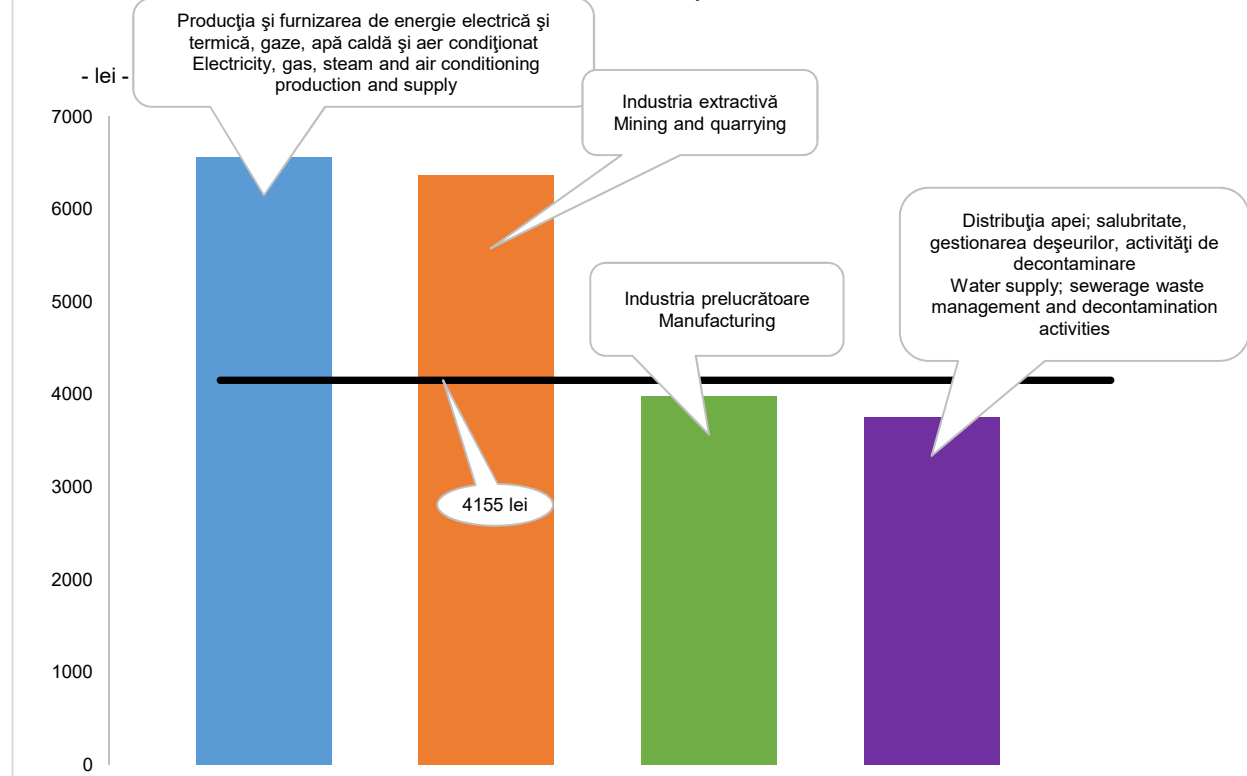 Producţia şi furnizarea de energie electrică şi
termică, gaze, apă caldă şi aer condiţionat
Electricity, gas, steam and air conditioning
production and supply
- lei -
Industria extractivă
Mining and quarrying
7000
6000
5000
4000
3000
2000
1000
0
Distribuţia apei; salubritate,
gestionarea deşeurilor, activităţi de
decontaminare
Water supply; sewerage waste
management and decontamination
activities
Industria prelucrătoare
Manufacturing
4155 lei